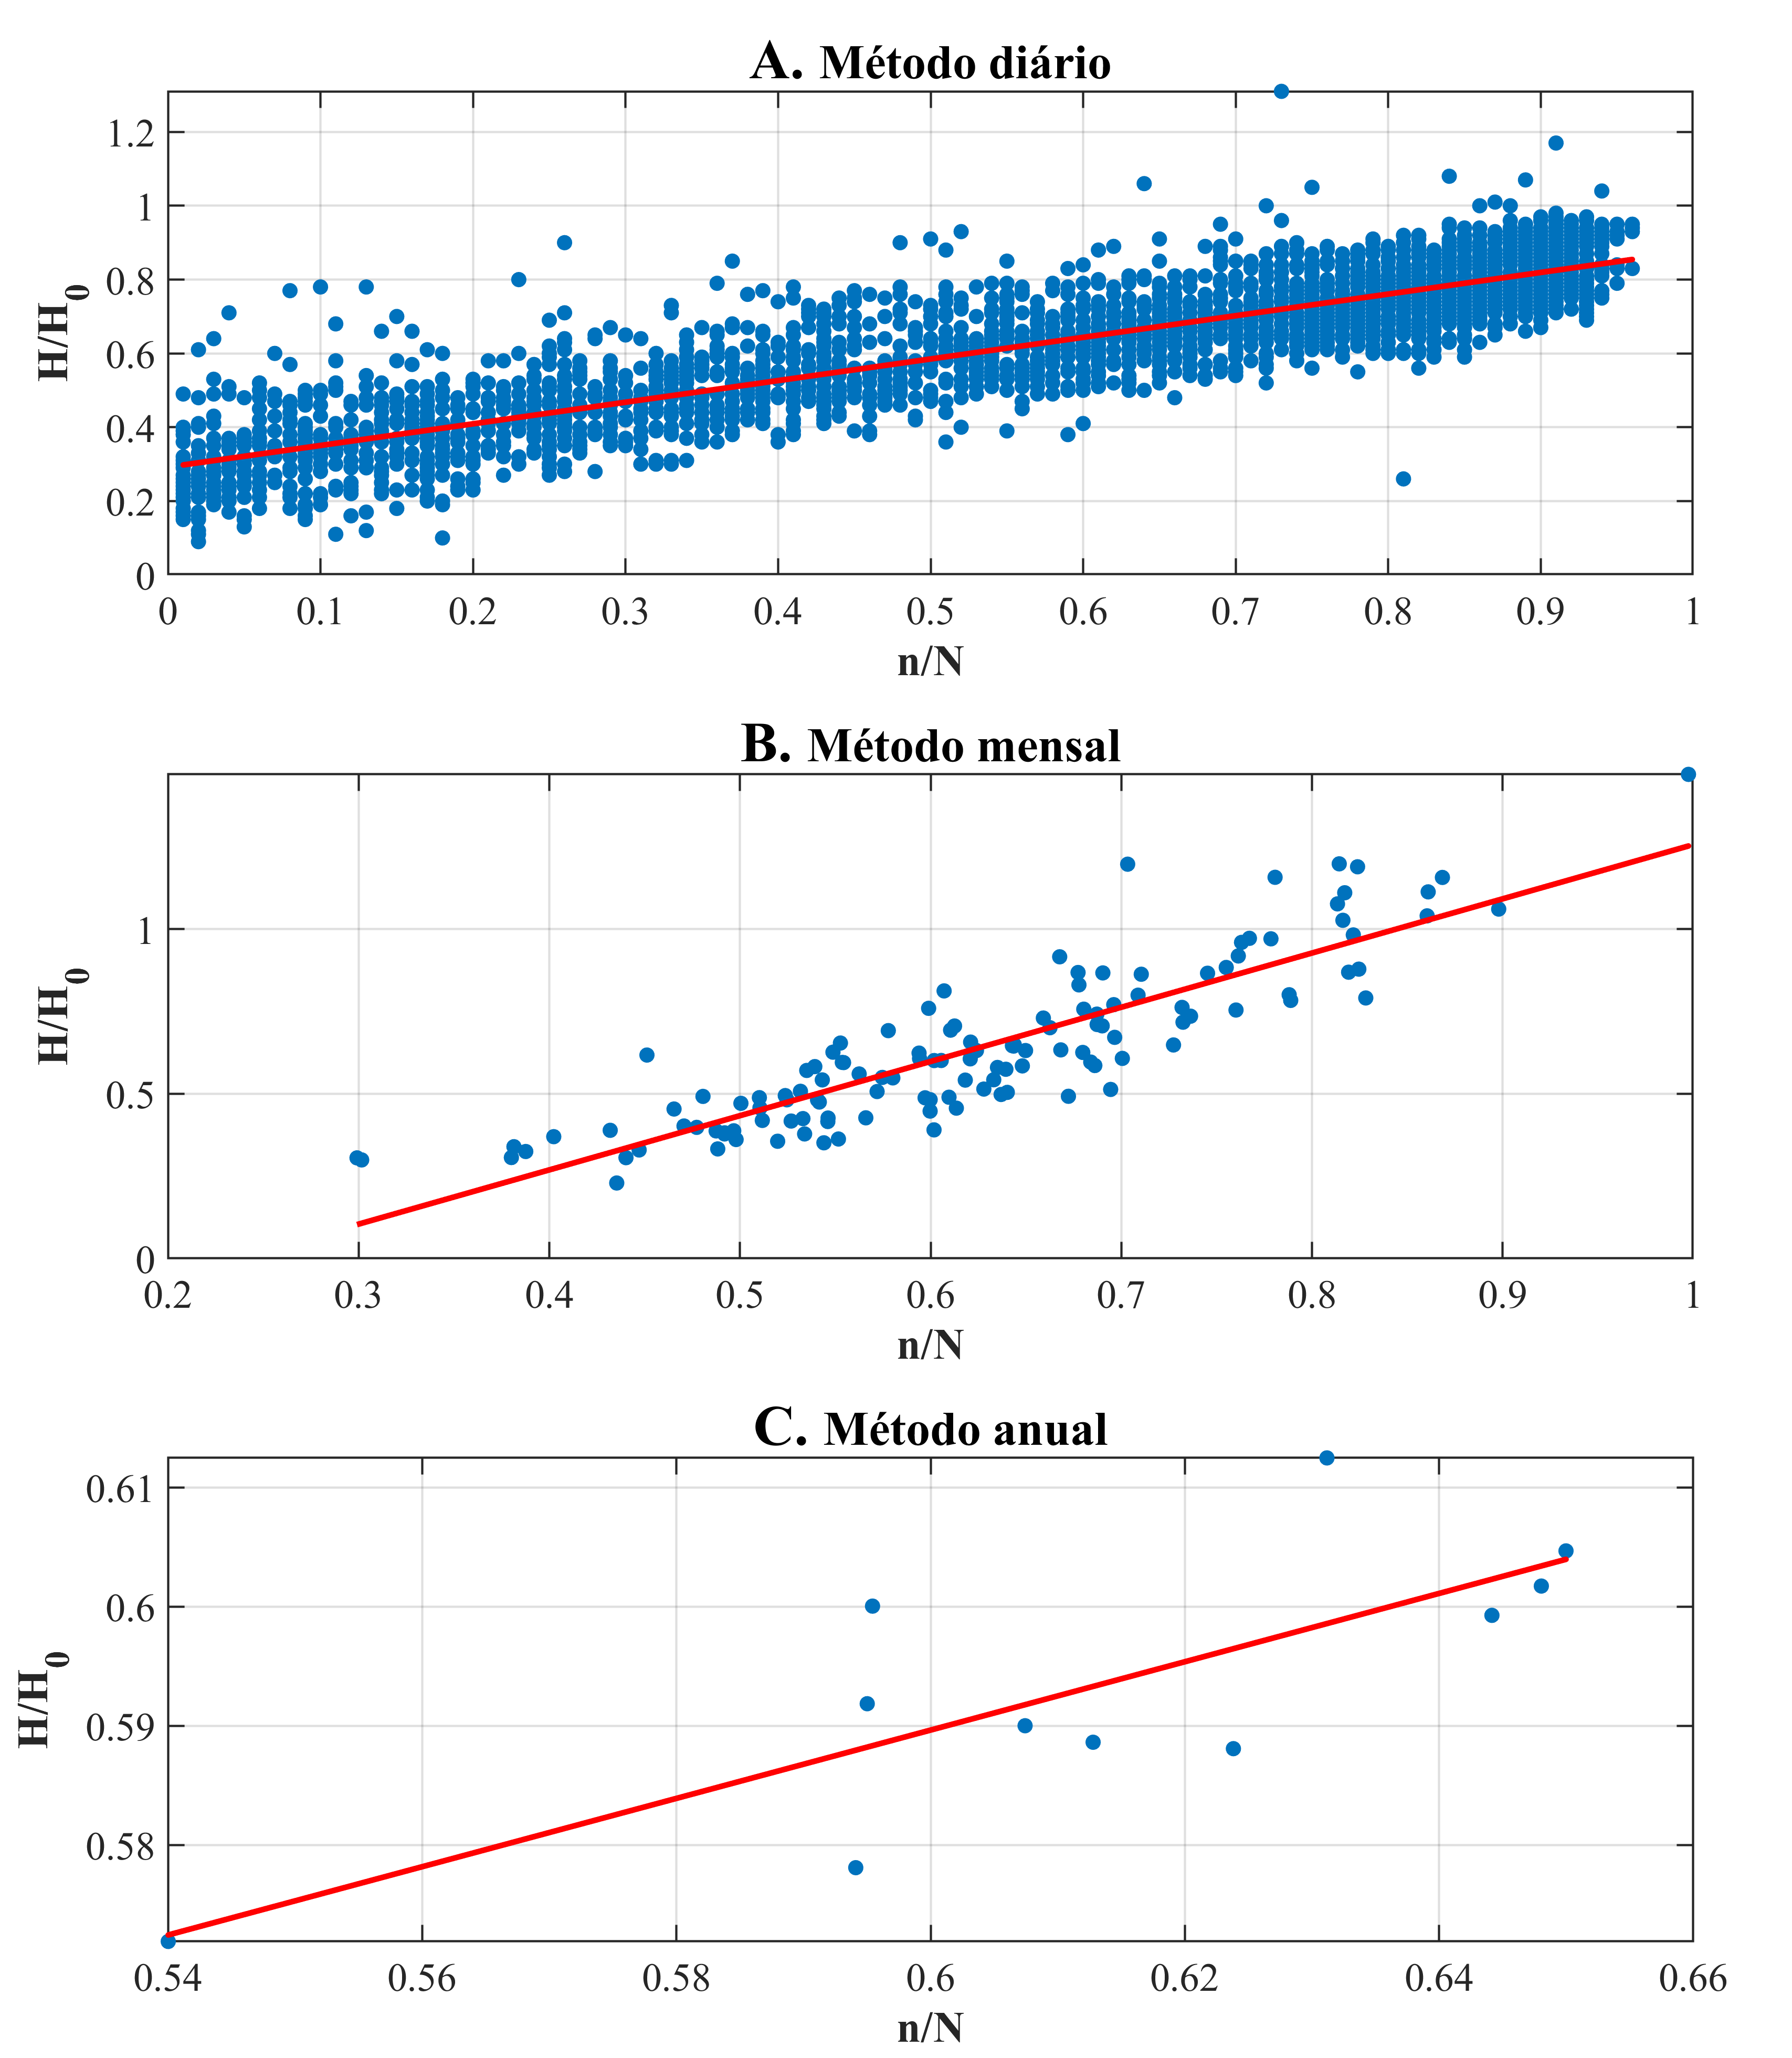 A. Método diário
1.2
1
0.8
0.6
0.4
0.2
0
H/H0
0 0.1 0.2 0.3 0.4 0.5 0.6 0.7 0.8 0.9 1
n/N
B. Método mensal
1
0.5
0
H/H0
0.2 0.3 0.4 0.5 0.6 0.7 0.8 0.9 1
n/N
C. Método anual
0.61
0.6
0.59
0.58
H/H0
0.54 0.56 0.58 0.6 0.62 0.64 0.66
n/N